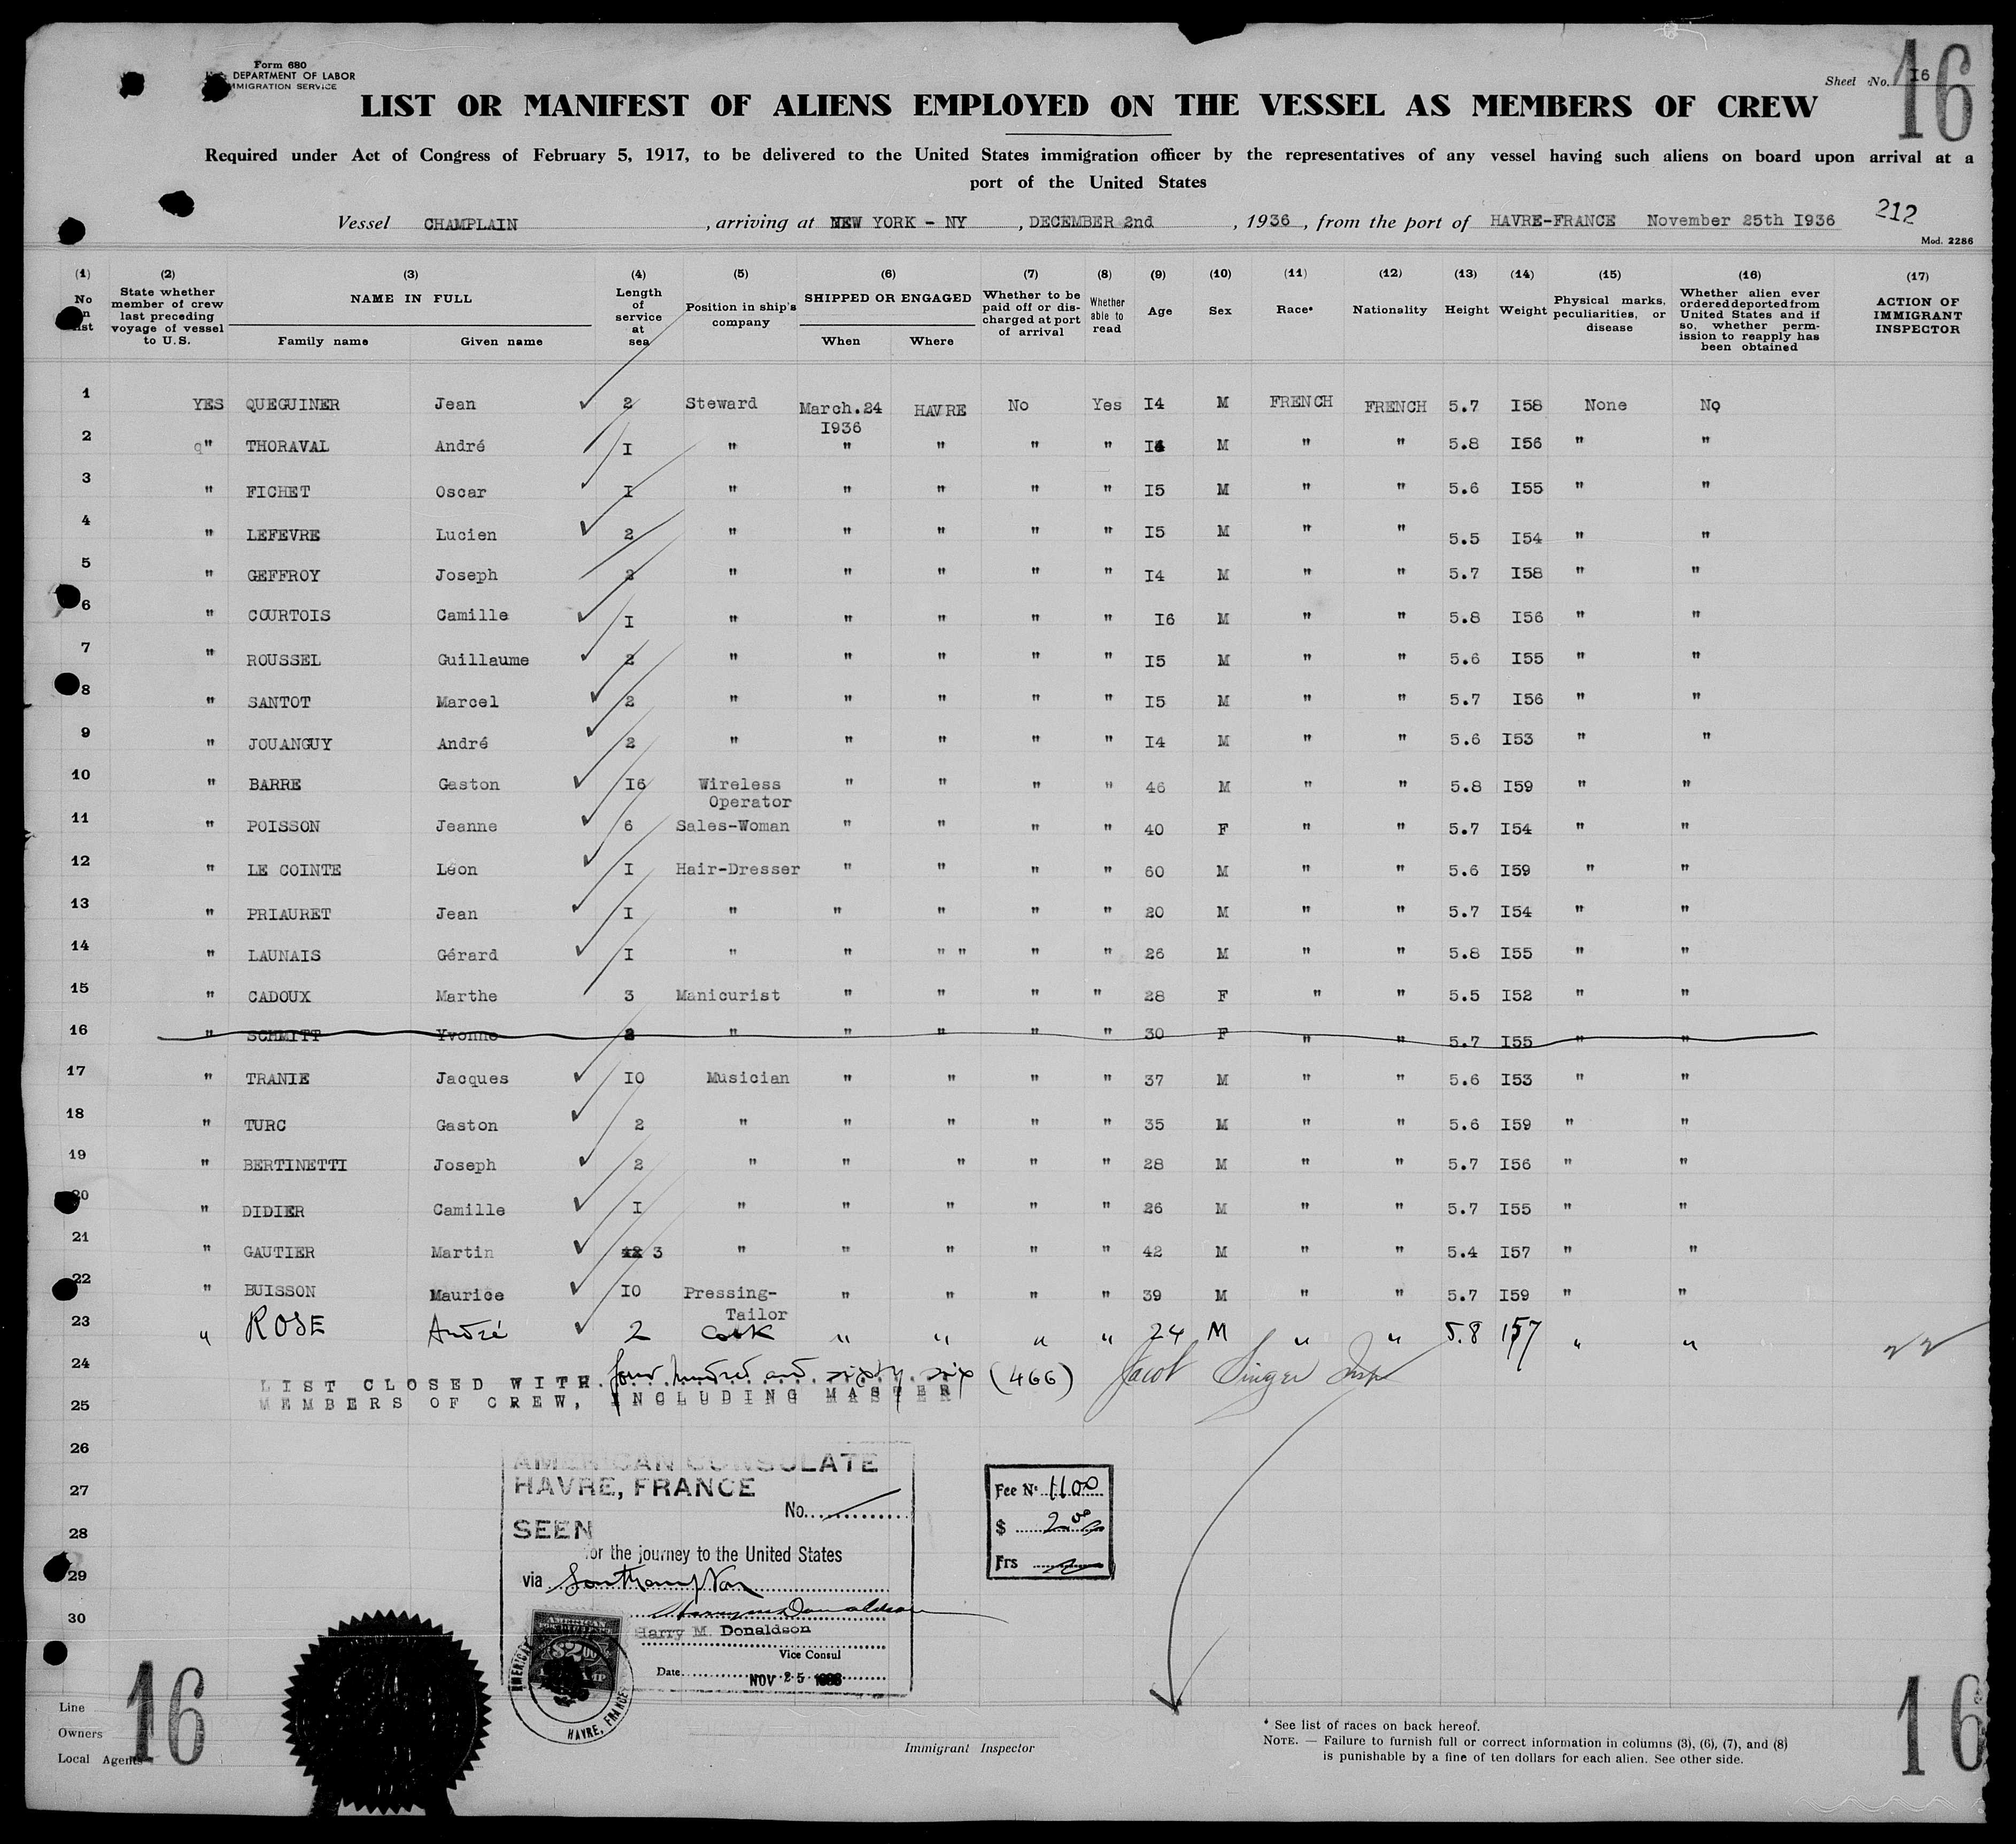 Form 680
DEPARTMENT OF LABOR
IMMIGRATION SERVICE
Sheet No. I6
16
LIST OR MANIFEST OF ALIENS EMPLOYED ON THE VESSEL AS MEMBERS OF CREW
Required under Act of Congress of February 5, 1917, to be delivered to the United States immigration officer by the representatives of any vessel having such aliens on board upon arrival at a
port of the United States
Vessel CHAMPLAIN, arriving at NEW YORK - NY, DECEMBER 2nd, 1936, from the port of HAVRE-FRANCE November 25th I936
212
Mod. 2286
(1) No on list (2) State whether member of crew last preceding voyage of vessel to U.S. (3) NAME IN FULL Family name Given name (4) Length of service at sea (5) Position in ship's company (6) SHIPPED OR ENGAGED When Where (7) Whether to be paid off or discharged at port of arrival (8) Whether able to read (9) Age (10) Sex (11) Race* (12) Nationality (13) Height (14) Weight (15) Physical marks, peculiarities, or disease (16) Whether alien ever ordered deported from United States and if so, whether permission to reapply has been obtained (17) ACTION OF IMMIGRANT INSPECTOR
1 YES QUEGUINER Jean 2 Steward March.24 I936 HAVRE No Yes I4 M FRENCH FRENCH 5.7 I58 None No
2 " THORAVAL André I " " " " " M " " 5.8 I56 " "
3 " FICHET Oscar I " " " " " I5 M " " 5.6 I55 " "
4 " LEFEVRE Lucien 2 " " " " " I5 M " " 5.5 I54 " "
5 " GEFFROY Joseph 2 " " " " " I4 M " " 5.7 I58 " "
6 " COURTOIS Camille I " " " " " I6 M " " 5.8 I56 " "
7 " ROUSSEL Guillaume 2 " " " " " I5 M " " 5.6 I55 " "
8 " SANTOT Marcel 2 " " " " " I5 M " " 5.7 I56 " "
9 " JOUANGUY André 2 " " " " " I4 M " " 5.6 I53 " "
10 " BARRE Gaston I6 Wireless Operator " " " " 46 M " " 5.8 I59 " "
11 " POISSON Jeanne 6 Sales-Woman " " " " 40 F " " 5.7 I54 " "
12 " LE COINTE Léon I Hair-Dresser " " " " 60 M " " 5.6 I59 " "
13 " PRIAURET Jean I " " " " " 20 M " " 5.7 I54 " "
14 " LAUNAIS Gérard I " " " " " " 26 M " " 5.8 I55 " "
15 " CADOUX Marthe 3 Manicurist " " " " 28 F " " 5.5 I52 " "
16 " SCHMITT Yvonne 2 " " " " " 30 F " " 5.7 I55 " "
17 " TRANIE Jacques I0 Musician " " " " 37 M " " 5.6 I53 " "
18 " TURC Gaston 2 " " " " " 35 M " " 5.6 I59 " "
19 " BERTINETTI Joseph 2 " " " " " 28 M " " 5.7 I56 " "
20 " DIDIER Camille I " " " " " 26 M " " 5.7 I55 " "
21 " GAUTIER Martin 3 " " " " " 42 M " " 5.4 I57 " "
22 " BUISSON Maurice I0 Pressing-Tailor " " " " 39 M " " 5.7 I59 " "
23 " ROSE André 2 Cook " " " " 24 M " " 5.8 157 " "
24 LIST CLOSED WITH four hundred and sixty six (466) Jacob Singer Insp
25 MEMBERS OF CREW, INCLUDING MASTER
26
27
28
29
30
AMERICAN CONSULATE
HAVRE, FRANCE
No.
SEEN
for the journey to the United States
via Southampton
Harry M. Donaldson
Harry M. Donaldson
Vice Consul
Date NOV 25 1936
Fee No 1100
$ 2.00
Frs
AMERICAN
$2.00
HAVRE, FRANCE
Line
Owners
Local Agents
16
Immigrant Inspector
* See list of races on back hereof.
NOTE. — Failure to furnish full or correct information in columns (3), (6), (7), and (8)
is punishable by a fine of ten dollars for each alien. See other side.
16